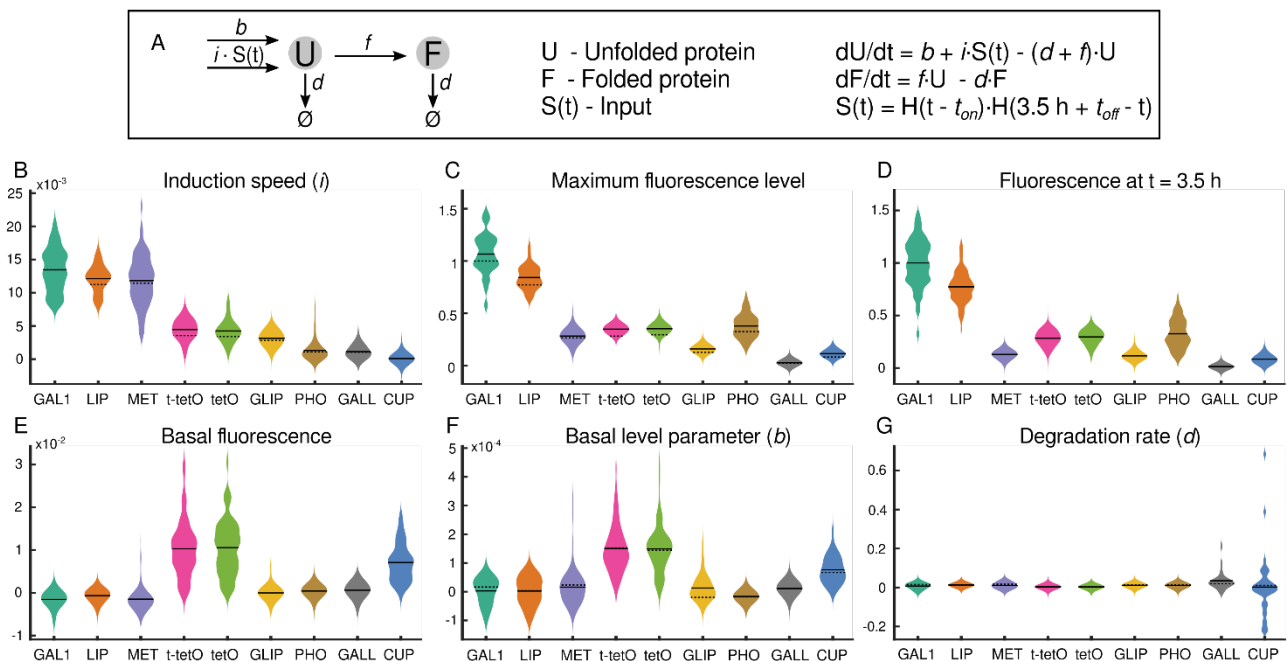 A
b
i · S(t)
U
f
F
d
d
Ø
Ø
U - Unfolded protein
F - Folded protein
S(t) - Input
dU/dt = b + i·S(t) - (d + f)·U
dF/dt = f·U - d·F
S(t) = H(t - t_on)·H(3.5 h + t_off - t)
B
Induction speed (i)
x10⁻³
25
20
15
10
5
0
GAL1 LIP MET t-tetO tetO GLIP PHO GALL CUP
C
Maximum fluorescence level
1.5
1
0.5
0
GAL1 LIP MET t-tetO tetO GLIP PHO GALL CUP
D
Fluorescence at t = 3.5 h
1.5
1
0.5
0
GAL1 LIP MET t-tetO tetO GLIP PHO GALL CUP
E
Basal fluorescence
x10⁻²
3
2
1
0
-1
GAL1 LIP MET t-tetO tetO GLIP PHO GALL CUP
F
Basal level parameter (b)
x10⁻⁴
5
4
3
2
1
0
-1
GAL1 LIP MET t-tetO tetO GLIP PHO GALL CUP
G
Degradation rate (d)
0.6
0.4
0.2
0
-0.2
GAL1 LIP MET t-tetO tetO GLIP PHO GALL CUP